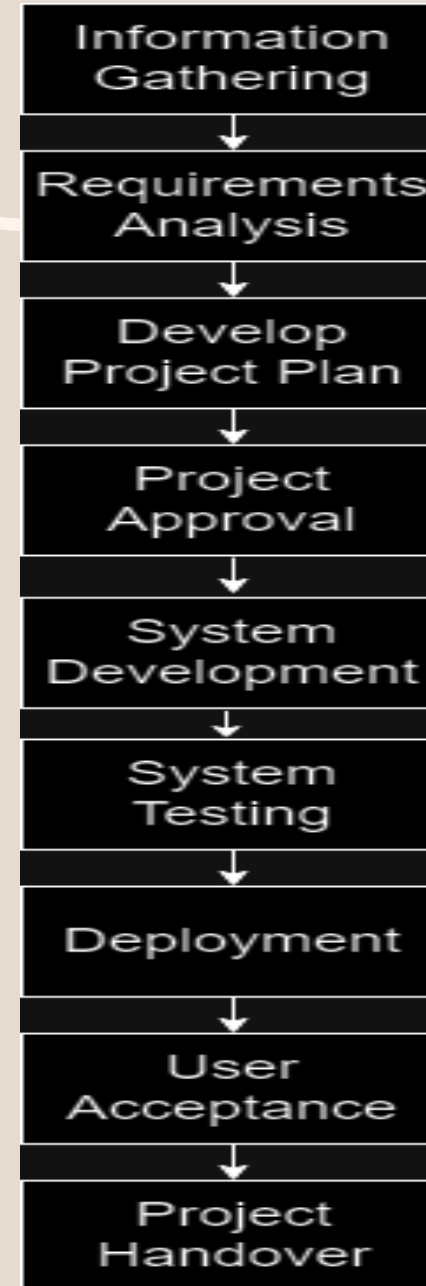 Information
Gathering
Requirements
Analysis
Develop
Project Plan
Project
Approval
System
Development
System
Testing
Deployment
User
Acceptance
Project
Handover